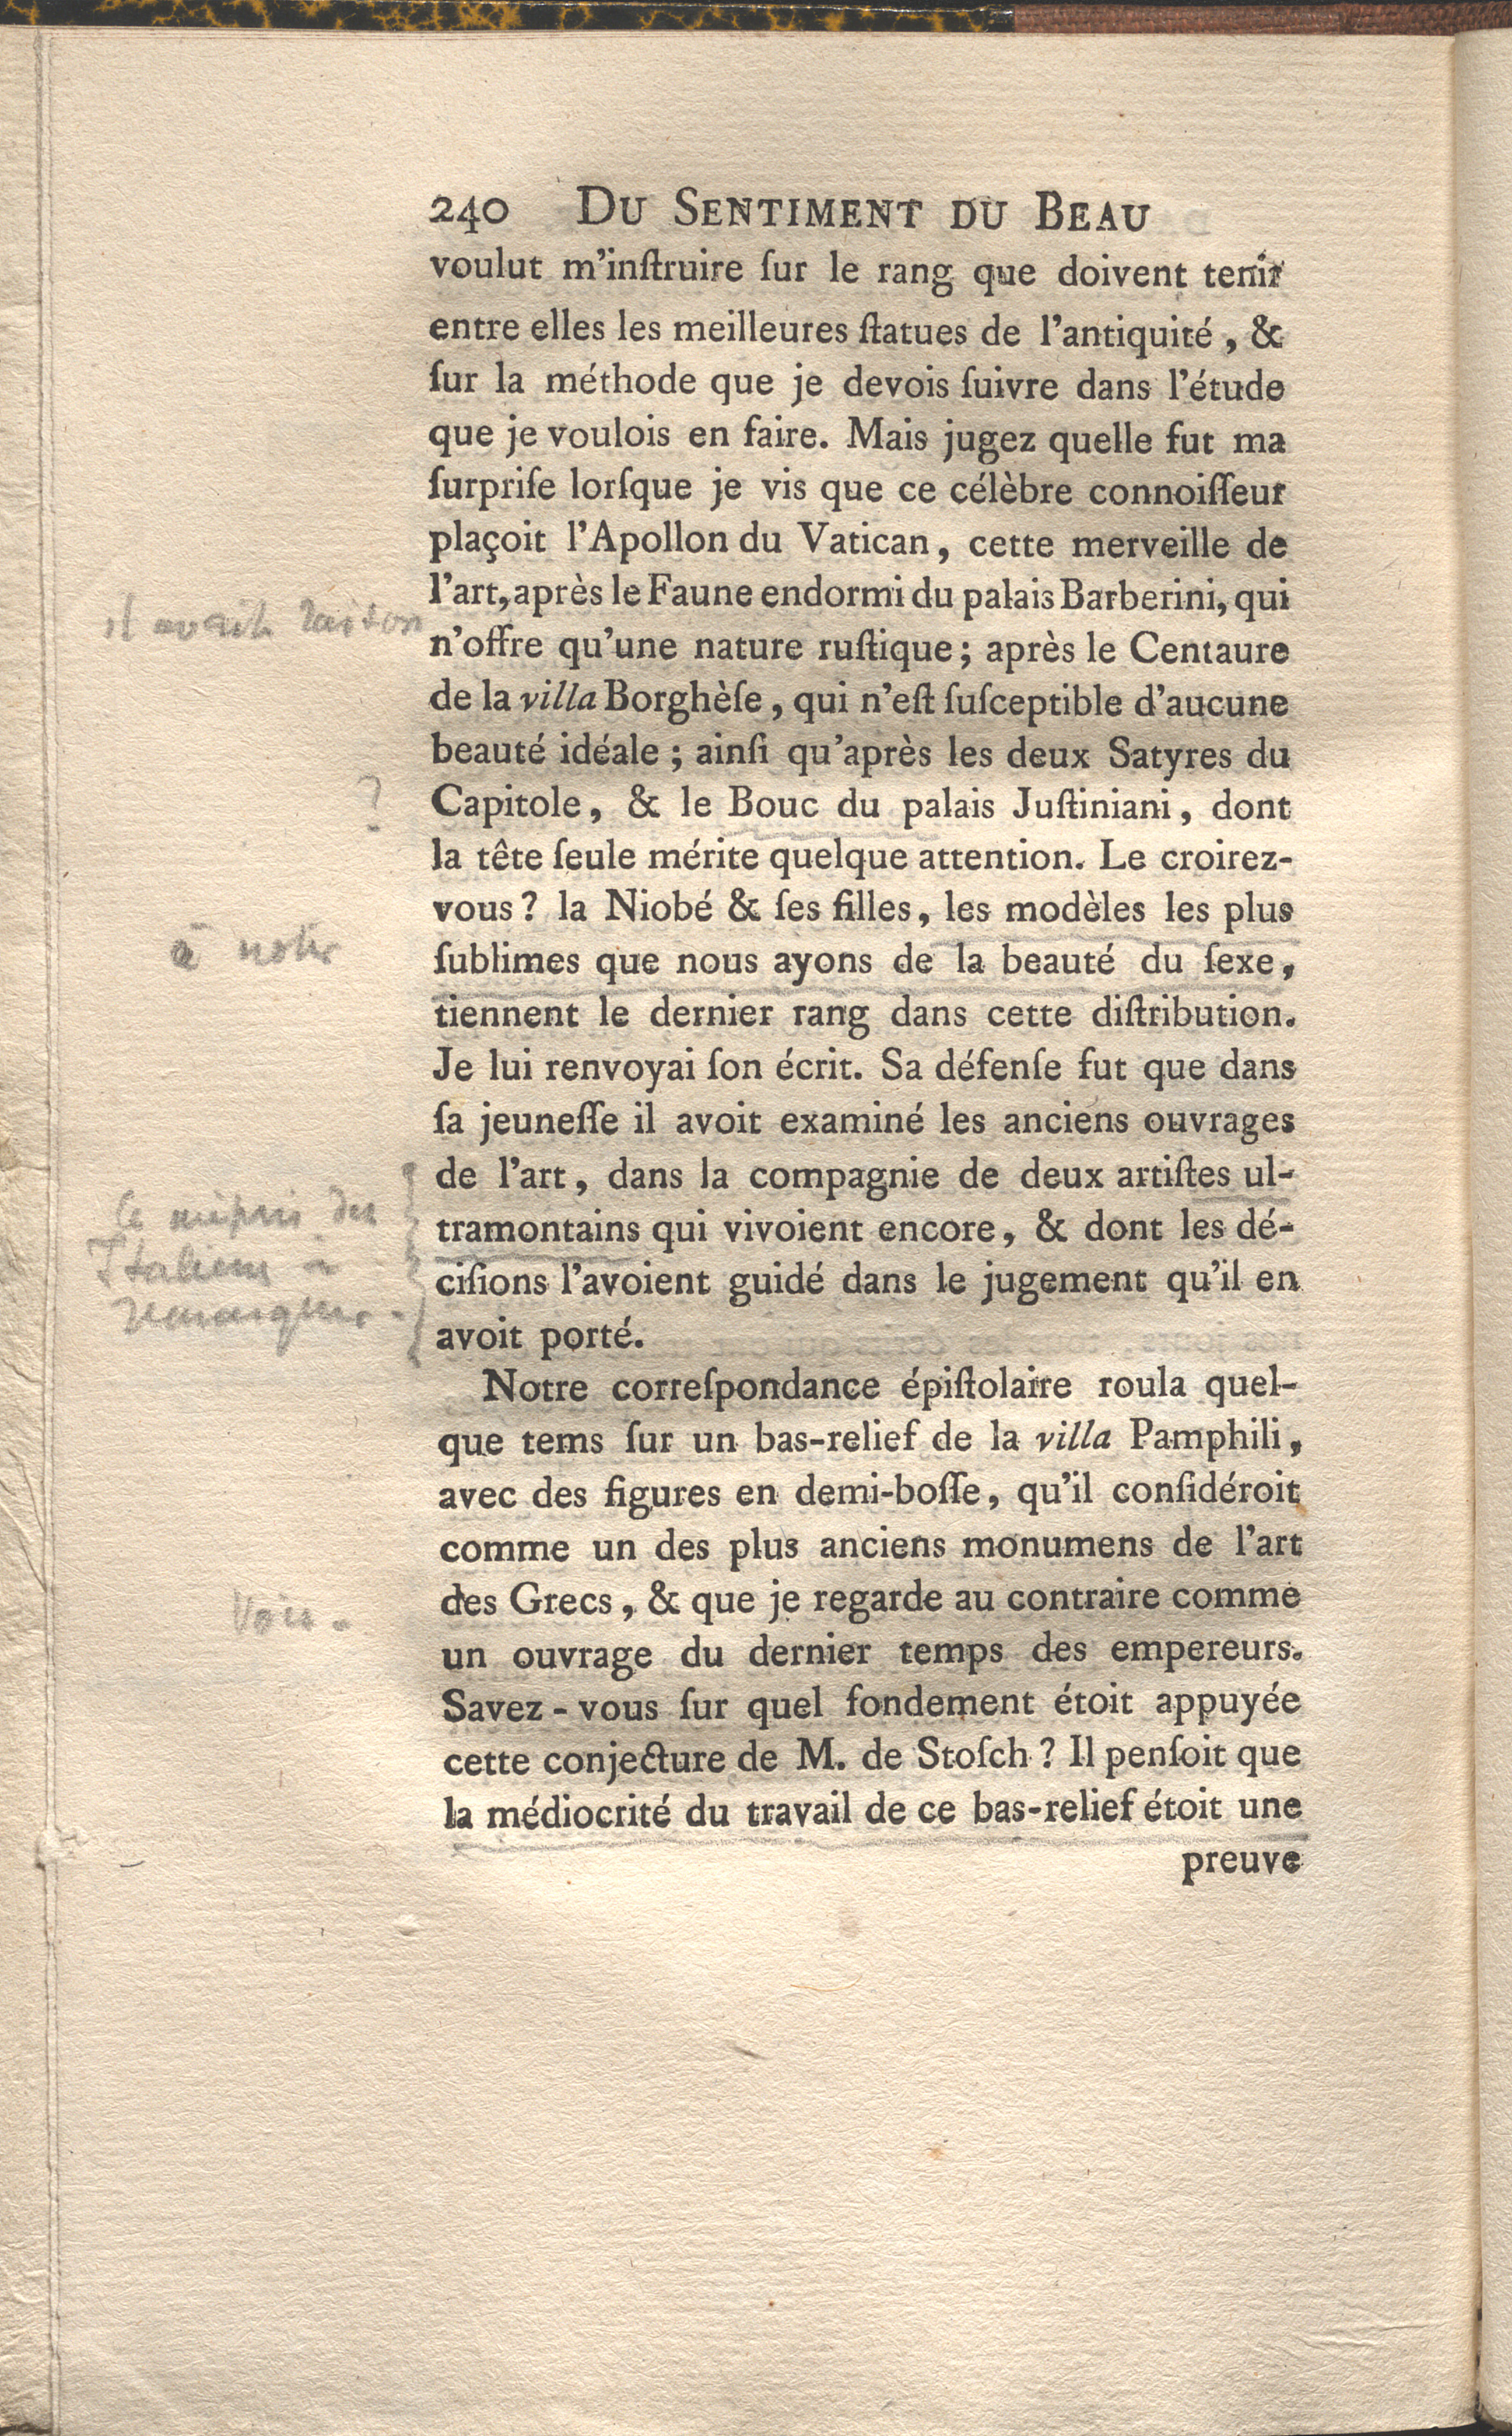 240 DU SENTIMENT DU BEAU
voulut m'inſtruire ſur le rang que doivent tenir
entre elles les meilleures ſtatues de l'antiquité, &
ſur la méthode que je devois ſuivre dans l'étude
que je voulois en faire. Mais jugez quelle fut ma
ſurpriſe lorſque je vis que ce célèbre connoiſſeur
plaçoit l'Apollon du Vatican, cette merveille de
l'art, après le Faune endormi du palais Barberini, qui
il avait raison
n'offre qu'une nature ruſtique; après le Centaure
de la villa Borghèſe, qui n'eſt ſuſceptible d'aucune
beauté idéale; ainſi qu'après les deux Satyres du
?
Capitole, & le Bouc du palais Juſtiniani, dont
la tête ſeule mérite quelque attention. Le croirez-
vous? la Niobé & ſes filles, les modèles les plus
à noter
ſublimes que nous ayons de la beauté du ſexe,
tiennent le dernier rang dans cette diſtribution.
Je lui renvoyai ſon écrit. Sa défenſe fut que dans
ſa jeuneſſe il avoit examiné les anciens ouvrages
de l'art, dans la compagnie de deux artiſtes ul-
le mépris des
Italiens à
remarquer.
tramontains qui vivoient encore, & dont les dé-
ciſions l'avoient guidé dans le jugement qu'il en
avoit porté.
Notre correſpondance épiſtolaire roula quel-
que tems ſur un bas-relief de la villa Pamphili,
avec des figures en demi-boſſe, qu'il conſidéroit
comme un des plus anciens monumens de l'art
des Grecs, & que je regarde au contraire comme
un ouvrage du dernier temps des empereurs.
Savez-vous ſur quel fondement étoit appuyée
cette conjecture de M. de Stoſch? Il penſoit que
la médiocrité du travail de ce bas-relief étoit une
preuve